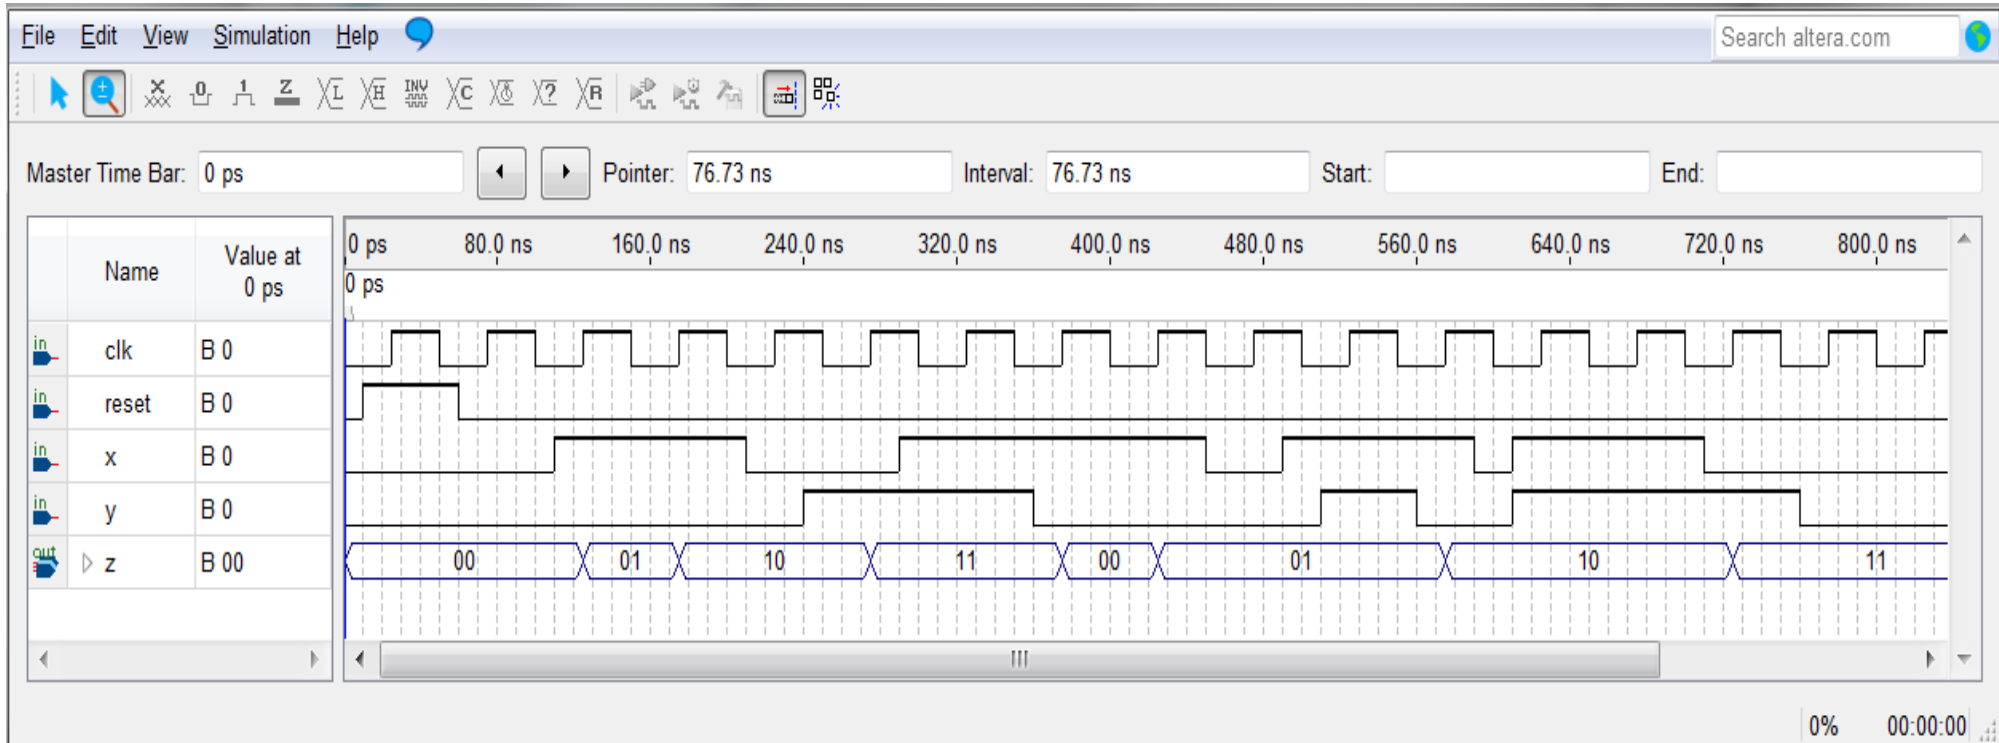 File Edit View Simulation Help Search altera.com
X 0 1 Z L H INV C ? R
Master Time Bar: 0 ps Pointer: 76.73 ns Interval: 76.73 ns Start: End:
Name Value at 0 ps
0 ps 80.0 ns 160.0 ns 240.0 ns 320.0 ns 400.0 ns 480.0 ns 560.0 ns 640.0 ns 720.0 ns 800.0 ns
0 ps
in clk B 0
in reset B 0
in x B 0
in y B 0
out z B 00 00 01 10 11 00 01 10 11
0% 00:00:00